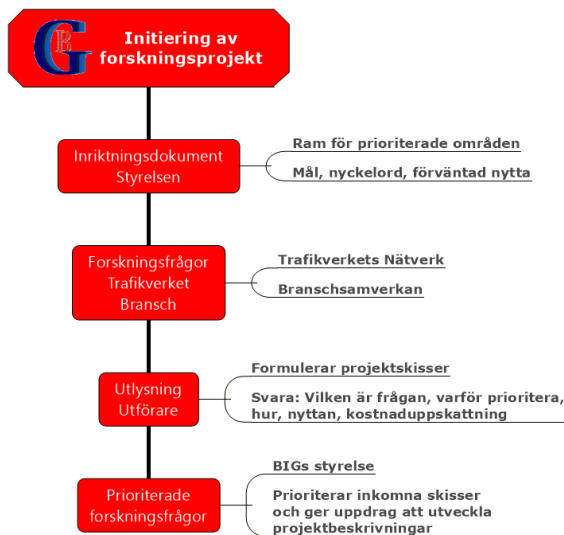 Initiering av
forskningsprojekt
Inriktningsdokument
Styrelsen
Ram för prioriterade områden
Mål, nyckelord, förväntad nytta
Forskningsfrågor
Trafikverket
Bransch
Trafikverkets Nätverk
Branschsamverkan
Utlysning
Utförare
Formulerar projektskisser
Svara: Vilken är frågan, varför prioritera,
hur, nyttan, kostnaduppskattning
Prioriterade
forskningsfrågor
BIGs styrelse
Prioriterar inkomna skisser
och ger uppdrag att utveckla
projektbeskrivningar